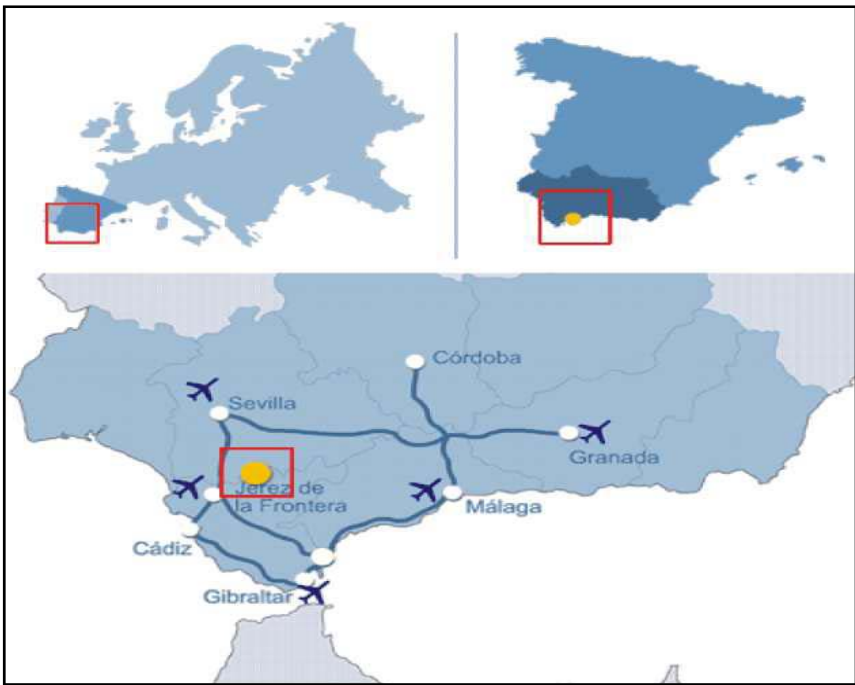 Córdoba
Sevilla
Granada
Jerez de
la Frontera
Málaga
Cádiz
Gibraltar